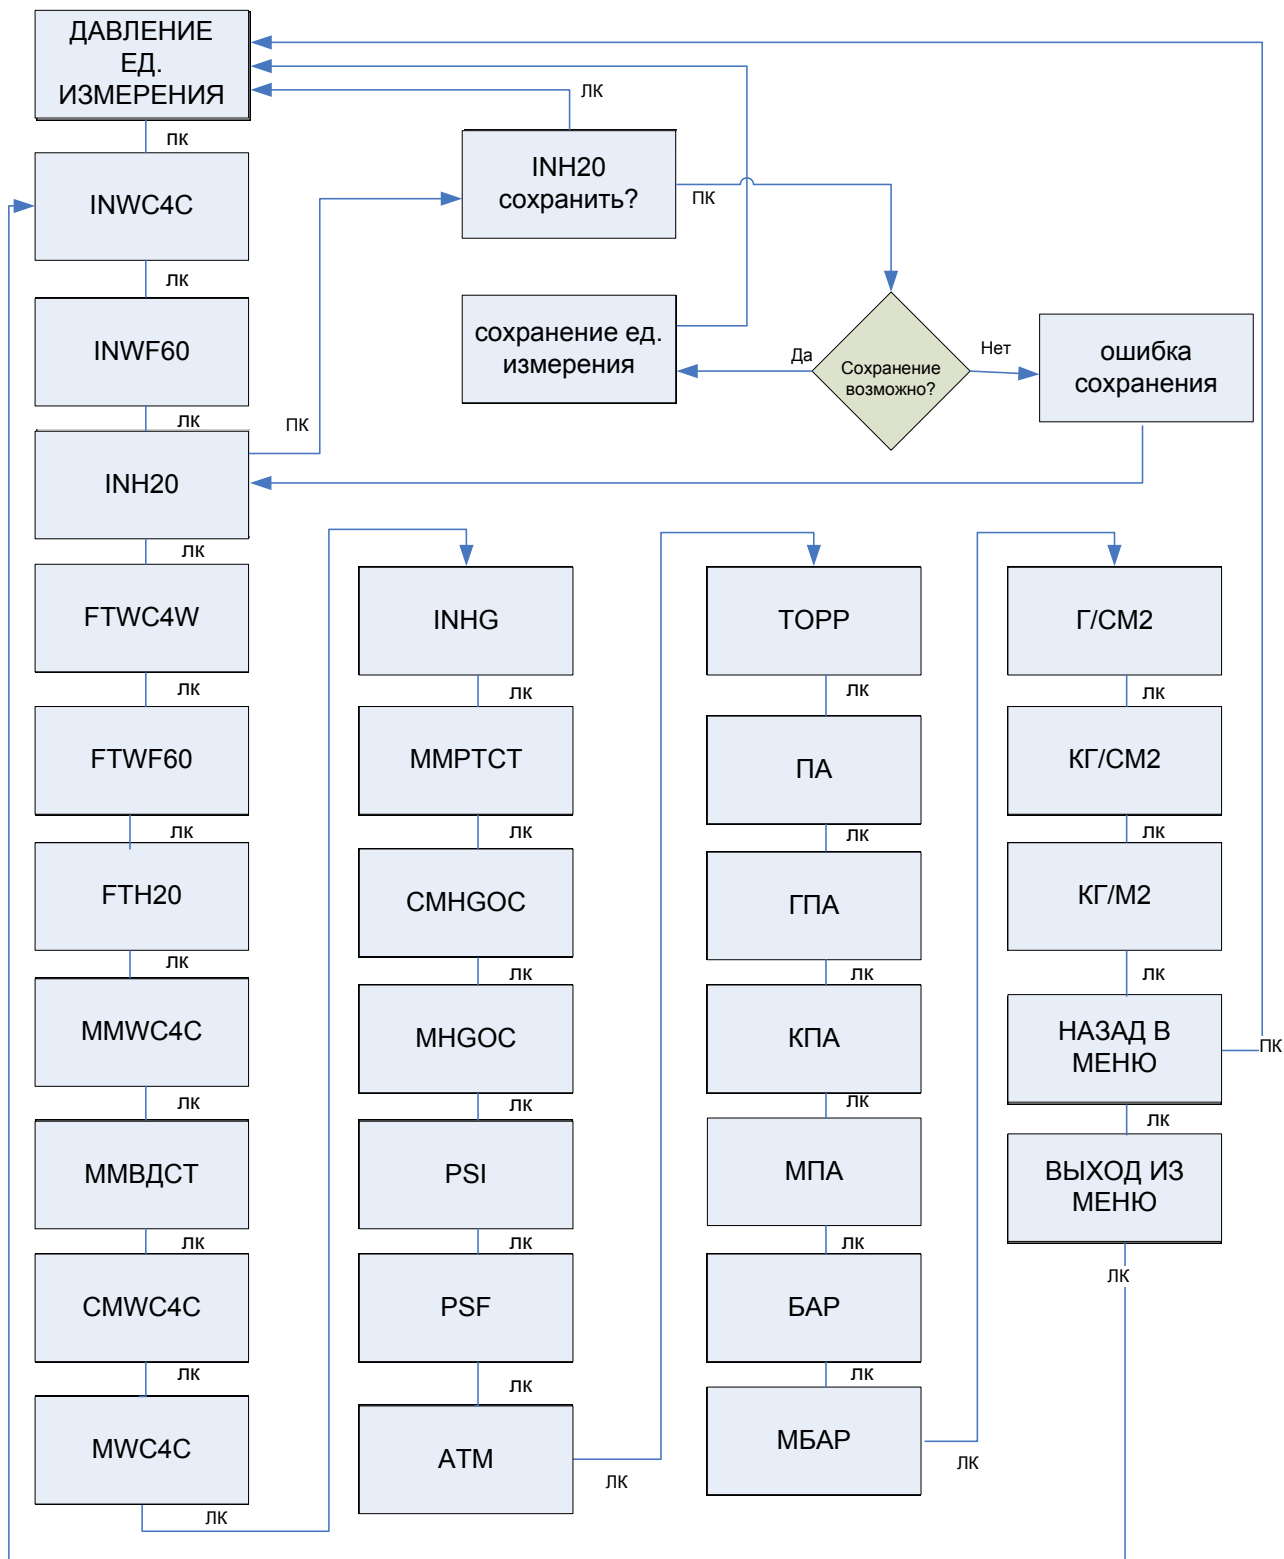 ДАВЛЕНИЕ
ЕД.
ИЗМЕРЕНИЯ
ПК
INWC4C
ЛК
INWF60
ЛК
INH20
ПК
INH20
сохранить?
ЛК
ПК
сохранение ед.
измерения
Да
Сохранение
возможно?
Нет
ошибка
сохранения
ЛК
FTWC4W
ЛК
FTWF60
ЛК
FTH20
ЛК
MMWC4C
ЛК
ММВДСТ
ЛК
CMWC4C
ЛК
MWC4C
ЛК
INHG
ЛК
ММРТСТ
ЛК
CMHGOC
ЛК
MHGOC
ЛК
PSI
ЛК
PSF
ЛК
АТМ
ЛК
ТОРР
ЛК
ПА
ЛК
ГПА
ЛК
КПА
ЛК
МПА
ЛК
БАР
ЛК
МБАР
ЛК
Г/СМ2
ЛК
КГ/СМ2
ЛК
КГ/М2
ЛК
НАЗАД В
МЕНЮ
ПК
ЛК
ВЫХОД ИЗ
МЕНЮ
ЛК